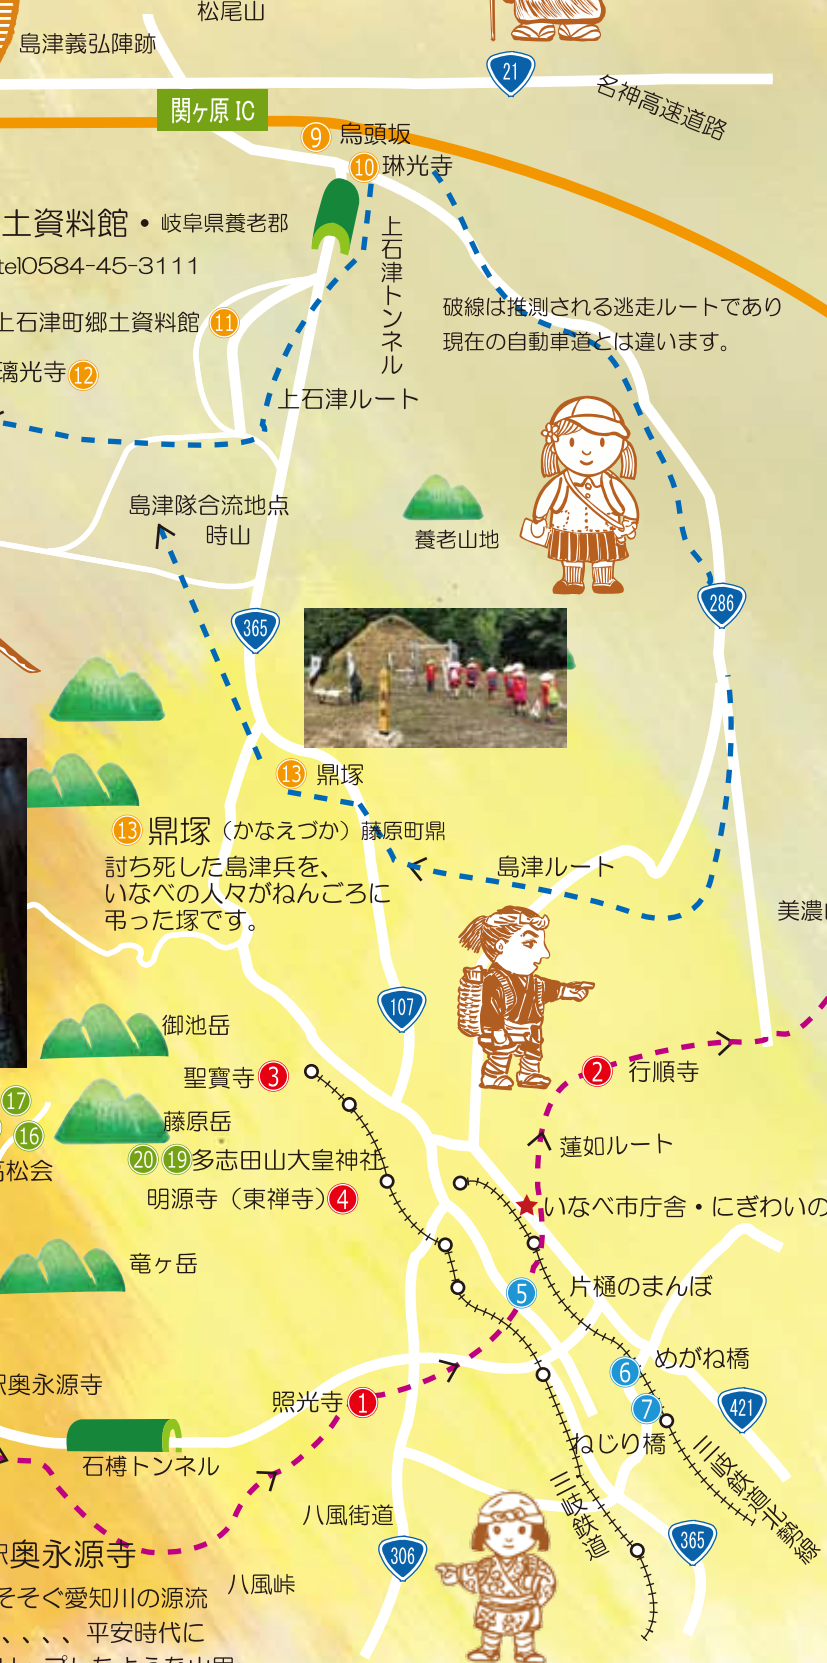 松尾山
島津義弘陣跡
21
名神高速道路
関ヶ原 IC
9 烏頭坂
10 琳光寺
土資料館・岐阜県養老郡
tel0584-45-3111
上石津トンネル
上石津町郷土資料館 11
破線は推測される逃走ルートであり
現在の自動車道とは違います。
璃光寺 12
上石津ルート
島津隊合流地点
時山
養老山地
365
286
13 鼎塚
13 鼎塚（かなえづか）藤原町鼎
討ち死した島津兵を、
いなべの人々がねんごろに
弔った塚です。
島津ルート
美濃
107
御池岳
聖寶寺 3
2 行順寺
17
16
藤原岳
蓮如ルート
20 19 多志田山大皇神社
高松会
明源寺（東禅寺） 4
いなべ市庁舎・にぎわいの
竜ヶ岳
5
片樋のまんぼ
6 めがね橋
7
ねじり橋
421
奥永源寺
照光寺 1
石榑トンネル
三岐鉄道
三岐鉄道北勢線
八風街道
306
365
奥永源寺
八風峠
そそぐ愛知川の源流
、、、、、平安時代に